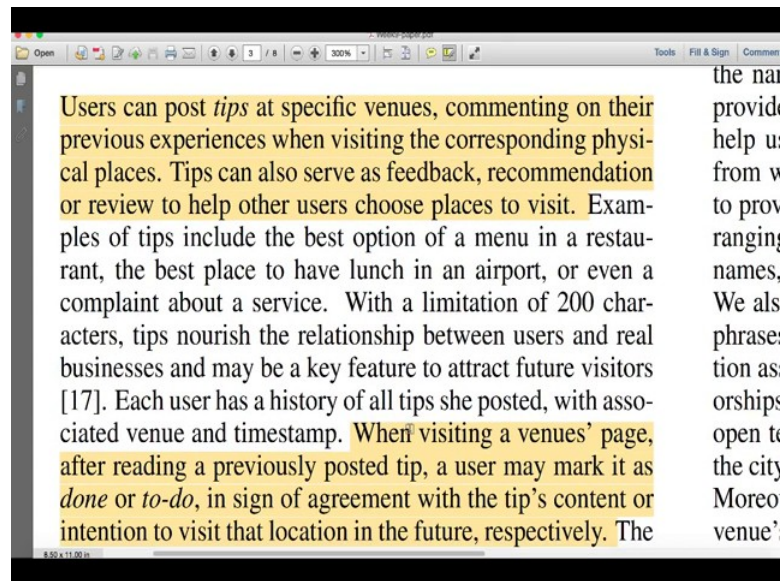 Week9-paper.pdf
Open
3 / 8
300%
Tools Fill & Sign Commen
Users can post tips at specific venues, commenting on their
previous experiences when visiting the corresponding physi-
cal places. Tips can also serve as feedback, recommendation
or review to help other users choose places to visit. Exam-
ples of tips include the best option of a menu in a restau-
rant, the best place to have lunch in an airport, or even a
complaint about a service. With a limitation of 200 char-
acters, tips nourish the relationship between users and real
businesses and may be a key feature to attract future visitors
[17]. Each user has a history of all tips she posted, with asso-
ciated venue and timestamp. When visiting a venues' page,
after reading a previously posted tip, a user may mark it as
done or to-do, in sign of agreement with the tip's content or
intention to visit that location in the future, respectively. The
the nar
provide
help us
from w
to prov
ranging
names,
We als
phrases
tion ass
orships
open te
the city
Moreo
venue's
8.50 x 11.00 in